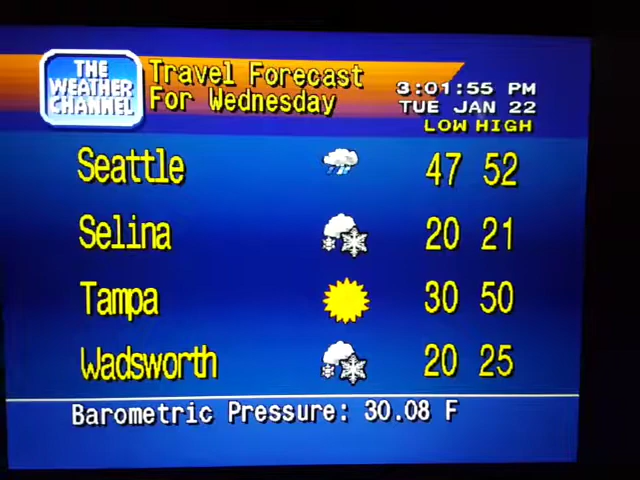 THE
WEATHER
CHANNEL
Travel Forecast
For Wednesday
3:01:55 PM
TUE JAN 22
LOW HIGH
Seattle 47 52
Selina 20 21
Tampa 30 50
Wadsworth 20 25
Barometric Pressure: 30.08 F